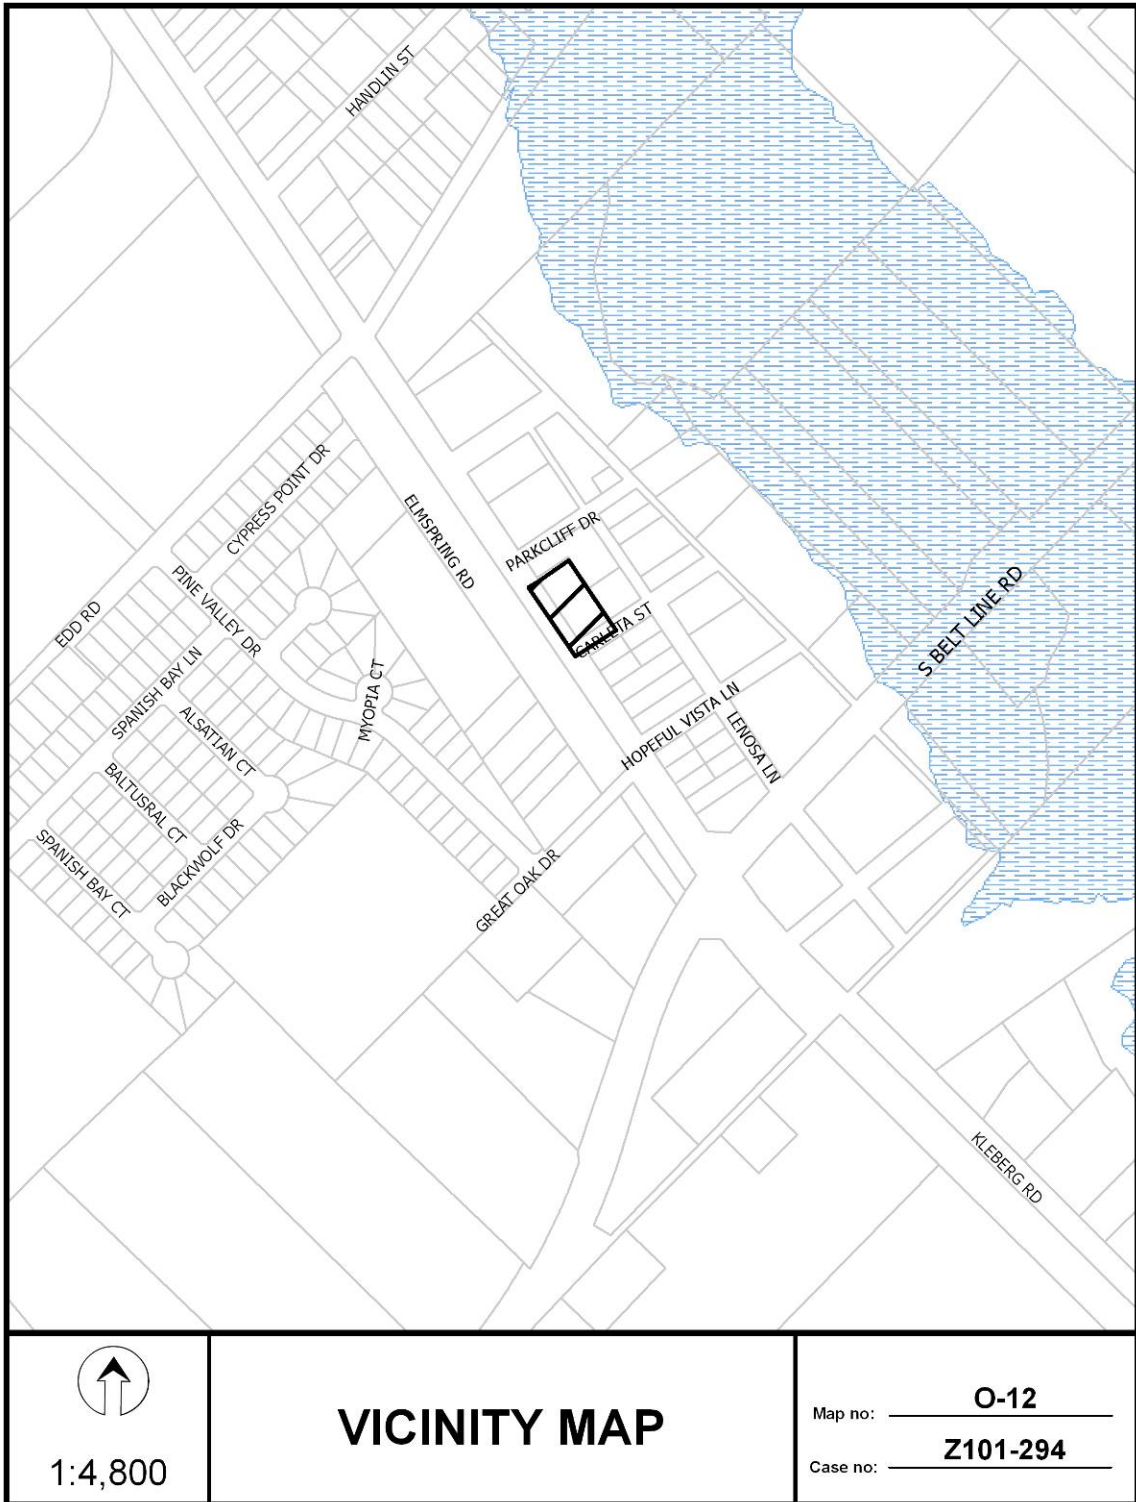 HANDLIN ST
CYPRESS POINT DR
ELMSPRING RD
PARKCLIFF DR
PINE VALLEY DR
EDD RD
CARLETA ST
S BELT LINE RD
SPANISH BAY LN
MYOPIA CT
ALSATIAN CT
HOPEFUL VISTA LN
LENOSA LN
BALTUSRAL CT
SPANISH BAY CT
BLACKWOLF DR
GREAT OAK DR
KLEBERG RD
1:4,800
VICINITY MAP
Map no: O-12
Case no: Z101-294